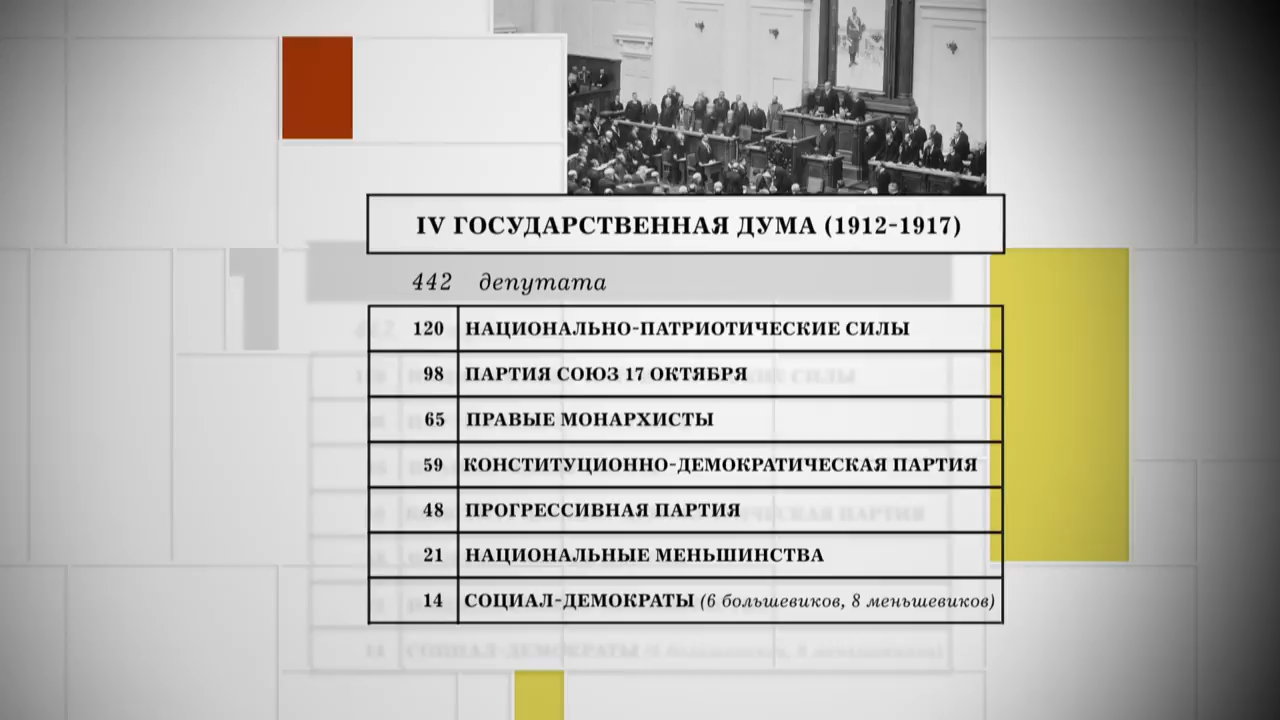 IV ГОСУДАРСТВЕННАЯ ДУМА (1912-1917)
442 депутата
120 НАЦИОНАЛЬНО-ПАТРИОТИЧЕСКИЕ СИЛЫ
98 ПАРТИЯ СОЮЗ 17 ОКТЯБРЯ
65 ПРАВЫЕ МОНАРХИСТЫ
59 КОНСТИТУЦИОННО-ДЕМОКРАТИЧЕСКАЯ ПАРТИЯ
48 ПРОГРЕССИВНАЯ ПАРТИЯ
21 НАЦИОНАЛЬНЫЕ МЕНЬШИНСТВА
14 СОЦИАЛ-ДЕМОКРАТЫ (6 большевиков, 8 меньшевиков)